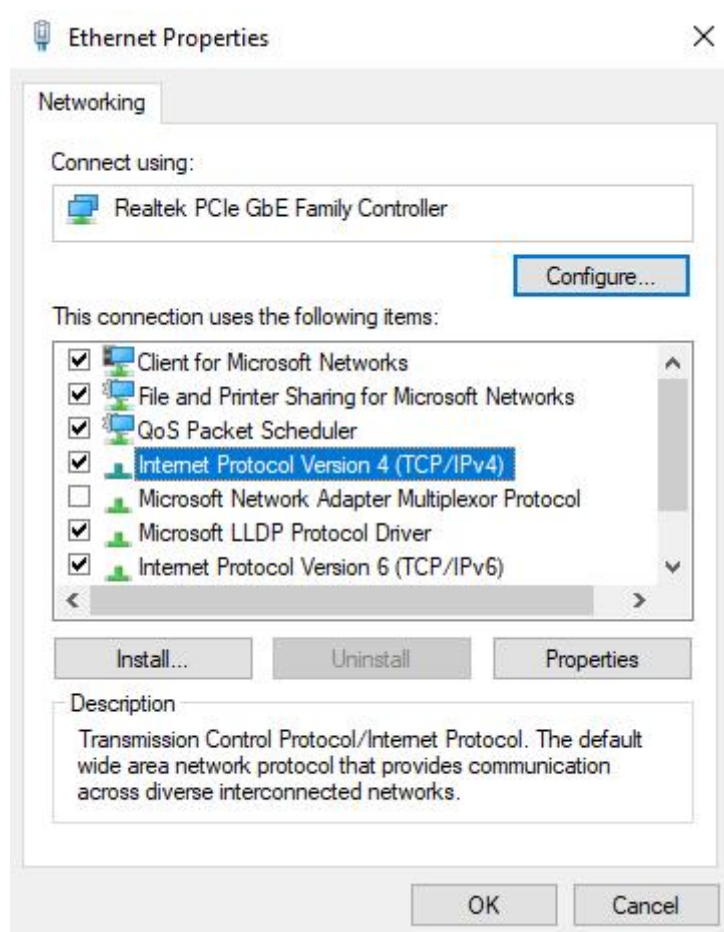 Ethernet Properties
Networking
Connect using:
Realtek PCIe GbE Family Controller
Configure...
This connection uses the following items:
Client for Microsoft Networks
File and Printer Sharing for Microsoft Networks
QoS Packet Scheduler
Internet Protocol Version 4 (TCP/IPv4)
Microsoft Network Adapter Multiplexor Protocol
Microsoft LLDP Protocol Driver
Internet Protocol Version 6 (TCP/IPv6)
Install...
Uninstall
Properties
Description
Transmission Control Protocol/Internet Protocol. The default
wide area network protocol that provides communication
across diverse interconnected networks.
OK
Cancel